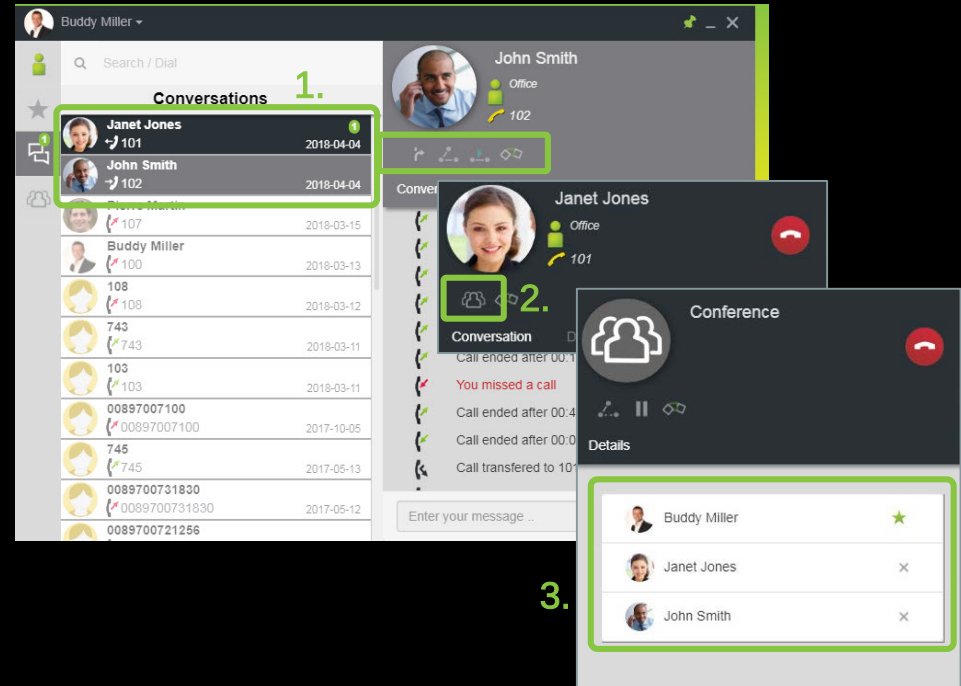 Buddy Miller
Search / Dial
1.
Conversations
Janet Jones
1
101
2018-04-04
John Smith
102
2018-04-04
Pierre Martin
107
2018-03-15
Buddy Miller
100
2018-03-13
108
108
2018-03-12
743
743
2018-03-11
103
103
2018-03-11
00897007100
00897007100
2017-10-05
745
745
2017-05-13
0089700731830
0089700731830
2017-05-12
0089700721256
1
John Smith
Office
102
Janet Jones
Office
101
2.
Conversation
Call ended after 00:1
You missed a call
Call ended after 00:4
Call ended after 00:0
Call transfered to 101
Enter your message ..
Conference
Details
3.
Buddy Miller
Janet Jones
John Smith